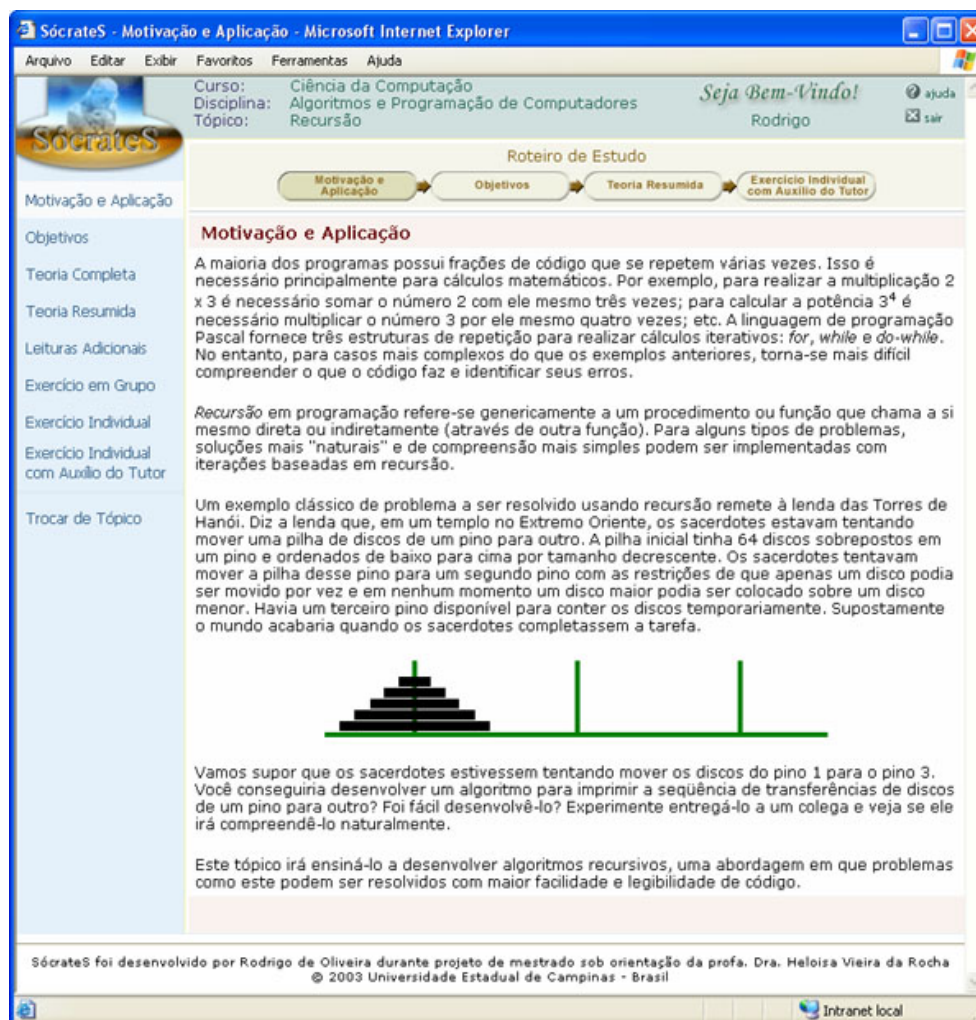 SócrateS - Motivação e Aplicação - Microsoft Internet Explorer
Arquivo Editar Exibir Favoritos Ferramentas Ajuda
SócrateS
Curso: Ciência da Computação
Disciplina: Algoritmos e Programação de Computadores
Tópico: Recursão
Seja Bem-Vindo!
Rodrigo
ajuda
sair
Roteiro de Estudo
Motivação e Aplicação
Objetivos
Teoria Resumida
Exercício Individual com Auxílio do Tutor
Motivação e Aplicação
Objetivos
Teoria Completa
Teoria Resumida
Leituras Adicionais
Exercício em Grupo
Exercício Individual
Exercício Individual
com Auxílio do Tutor
Trocar de Tópico
Motivação e Aplicação
A maioria dos programas possui frações de código que se repetem várias vezes. Isso é
necessário principalmente para cálculos matemáticos. Por exemplo, para realizar a multiplicação 2
x 3 é necessário somar o número 2 com ele mesmo três vezes; para calcular a potência 3⁴ é
necessário multiplicar o número 3 por ele mesmo quatro vezes; etc. A linguagem de programação
Pascal fornece três estruturas de repetição para realizar cálculos iterativos: for, while e do-while.
No entanto, para casos mais complexos do que os exemplos anteriores, torna-se mais difícil
compreender o que o código faz e identificar seus erros.
Recursão em programação refere-se genericamente a um procedimento ou função que chama a si
mesmo direta ou indiretamente (através de outra função). Para alguns tipos de problemas,
soluções mais "naturais" e de compreensão mais simples podem ser implementadas com
iterações baseadas em recursão.
Um exemplo clássico de problema a ser resolvido usando recursão remete à lenda das Torres de
Hanói. Diz a lenda que, em um templo no Extremo Oriente, os sacerdotes estavam tentando
mover uma pilha de discos de um pino para outro. A pilha inicial tinha 64 discos sobrepostos em
um pino e ordenados de baixo para cima por tamanho decrescente. Os sacerdotes tentavam
mover a pilha desse pino para um segundo pino com as restrições de que apenas um disco podia
ser movido por vez e em nenhum momento um disco maior podia ser colocado sobre um disco
menor. Havia um terceiro pino disponível para conter os discos temporariamente. Supostamente
o mundo acabaria quando os sacerdotes completassem a tarefa.
Vamos supor que os sacerdotes estivessem tentando mover os discos do pino 1 para o pino 3.
Você conseguiria desenvolver um algoritmo para imprimir a seqüência de transferências de discos
de um pino para outro? Foi fácil desenvolvê-lo? Experimente entregá-lo a um colega e veja se ele
irá compreendê-lo naturalmente.
Este tópico irá ensiná-lo a desenvolver algoritmos recursivos, uma abordagem em que problemas
como este podem ser resolvidos com maior facilidade e legibilidade de código.
SócrateS foi desenvolvido por Rodrigo de Oliveira durante projeto de mestrado sob orientação da profa. Dra. Heloisa Vieira da Rocha
© 2003 Universidade Estadual de Campinas - Brasil
Intranet local